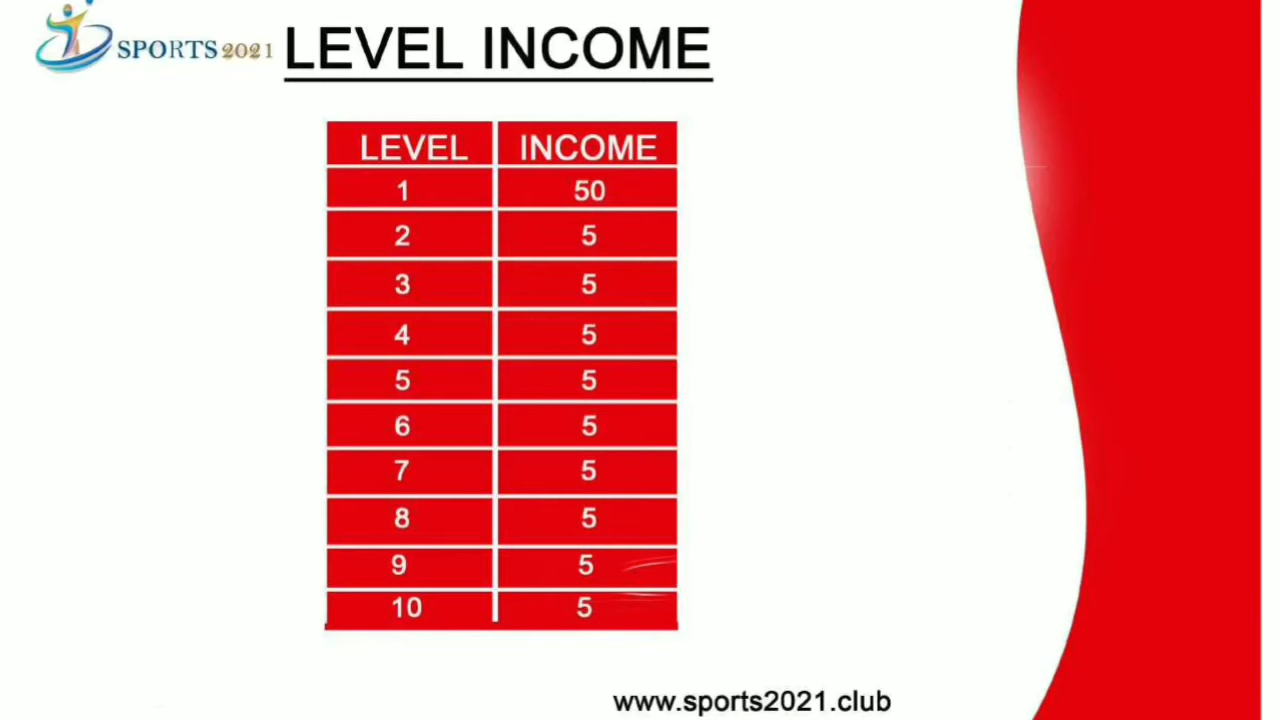 SPORTS2021
LEVEL INCOME
LEVEL INCOME
1 50
2 5
3 5
4 5
5 5
6 5
7 5
8 5
9 5
10 5
www.sports2021.club